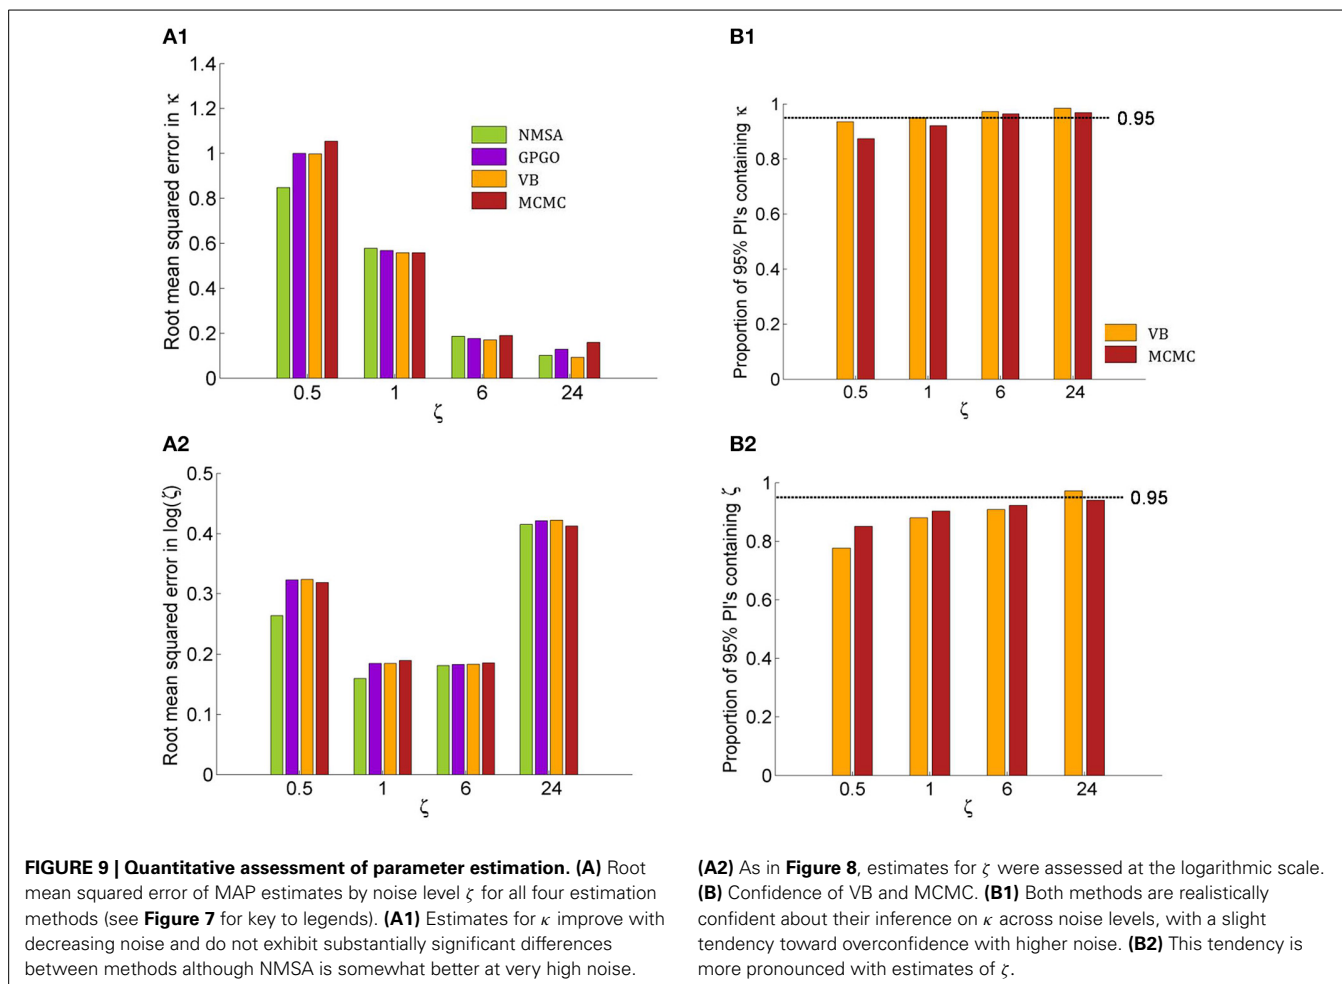 A1
1.4
1.2
1
0.8
0.6
0.4
0.2
0
Root mean squared error in κ
NMSA
GPGO
VB
MCMC
0.5 1 6 24
ζ
B1
1
0.8
0.6
0.4
0.2
0
Proportion of 95% PI's containing κ
0.95
VB
MCMC
0.5 1 6 24
ζ
A2
0.5
0.4
0.3
0.2
0.1
0
Root mean squared error in log(ζ)
0.5 1 6 24
ζ
B2
1
0.8
0.6
0.4
0.2
0
Proportion of 95% PI's containing ζ
0.95
0.5 1 6 24
ζ
FIGURE 9 | Quantitative assessment of parameter estimation. (A) Root
mean squared error of MAP estimates by noise level ζ for all four estimation
methods (see Figure 7 for key to legends). (A1) Estimates for κ improve with
decreasing noise and do not exhibit substantially significant differences
between methods although NMSA is somewhat better at very high noise.
(A2) As in Figure 8, estimates for ζ were assessed at the logarithmic scale.
(B) Confidence of VB and MCMC. (B1) Both methods are realistically
confident about their inference on κ across noise levels, with a slight
tendency toward overconfidence with higher noise. (B2) This tendency is
more pronounced with estimates of ζ.